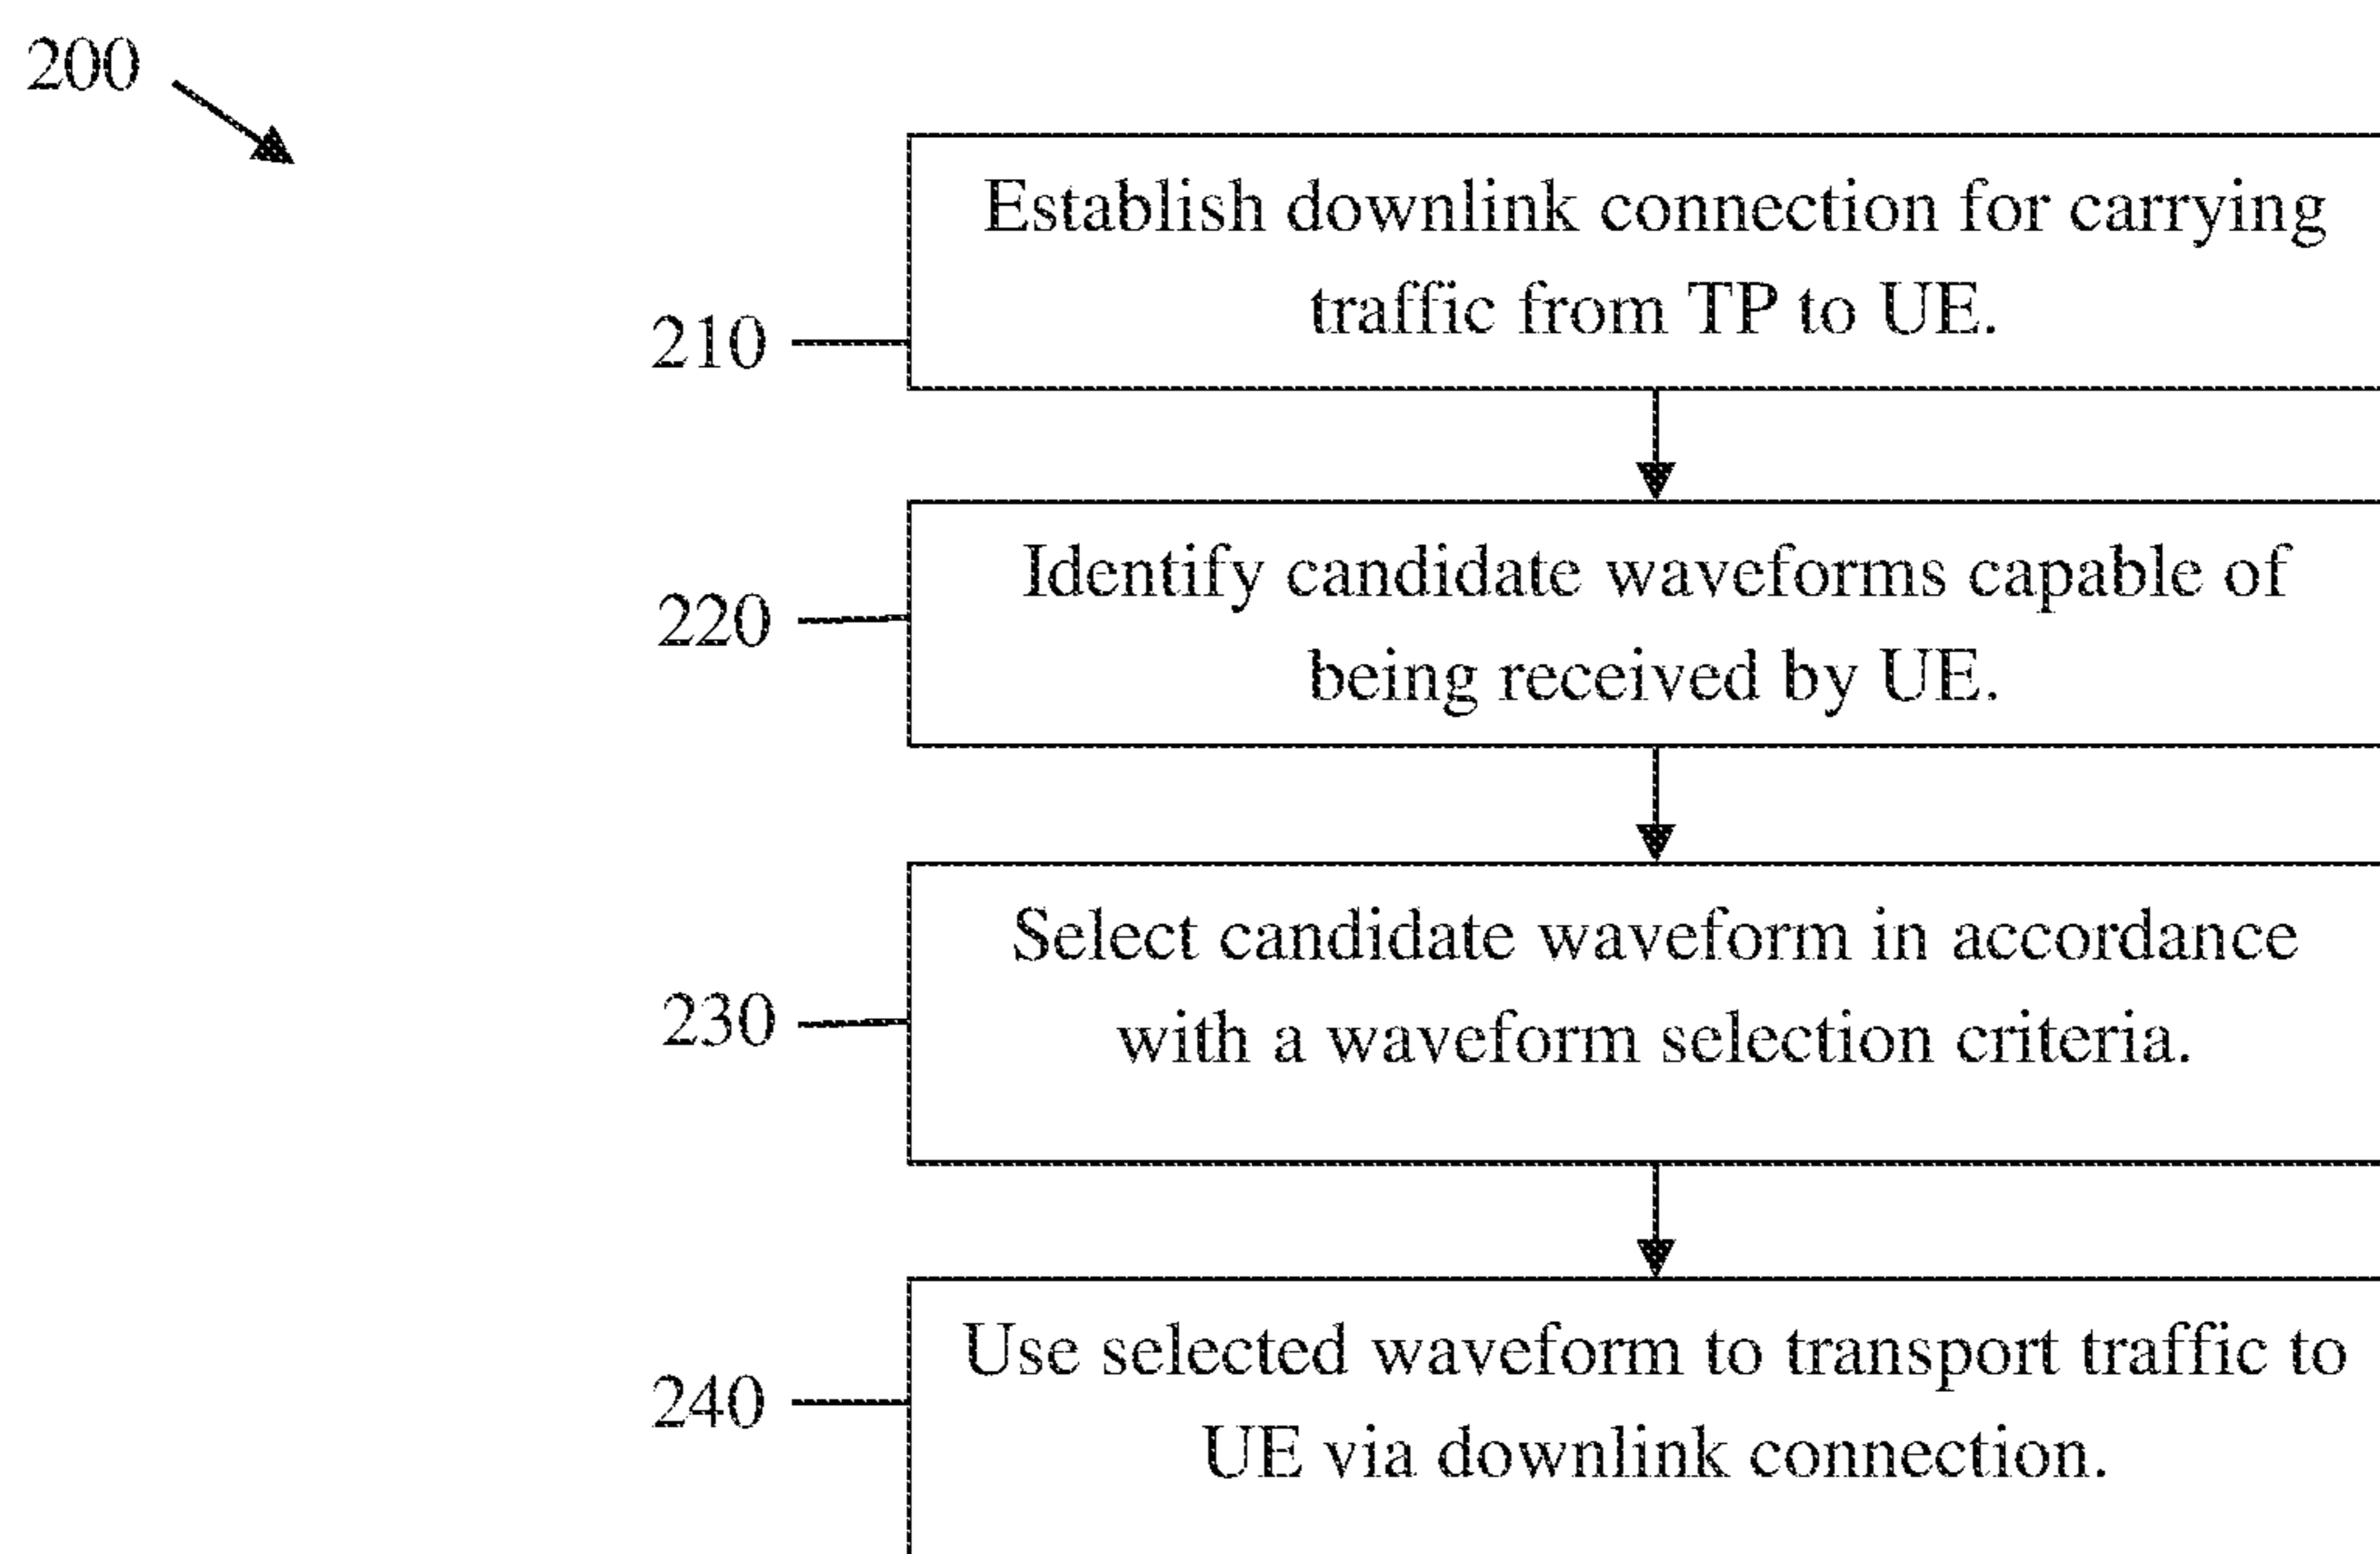 200
Establish downlink connection for carrying
traffic from TP to UE.
210
Identify candidate waveforms capable of
220
being received by UE.
Select candidate waveform in accordance
230
with a waveform selection criteria.
Use selected waveform to transport traffic to
240
UE via downlink connection.